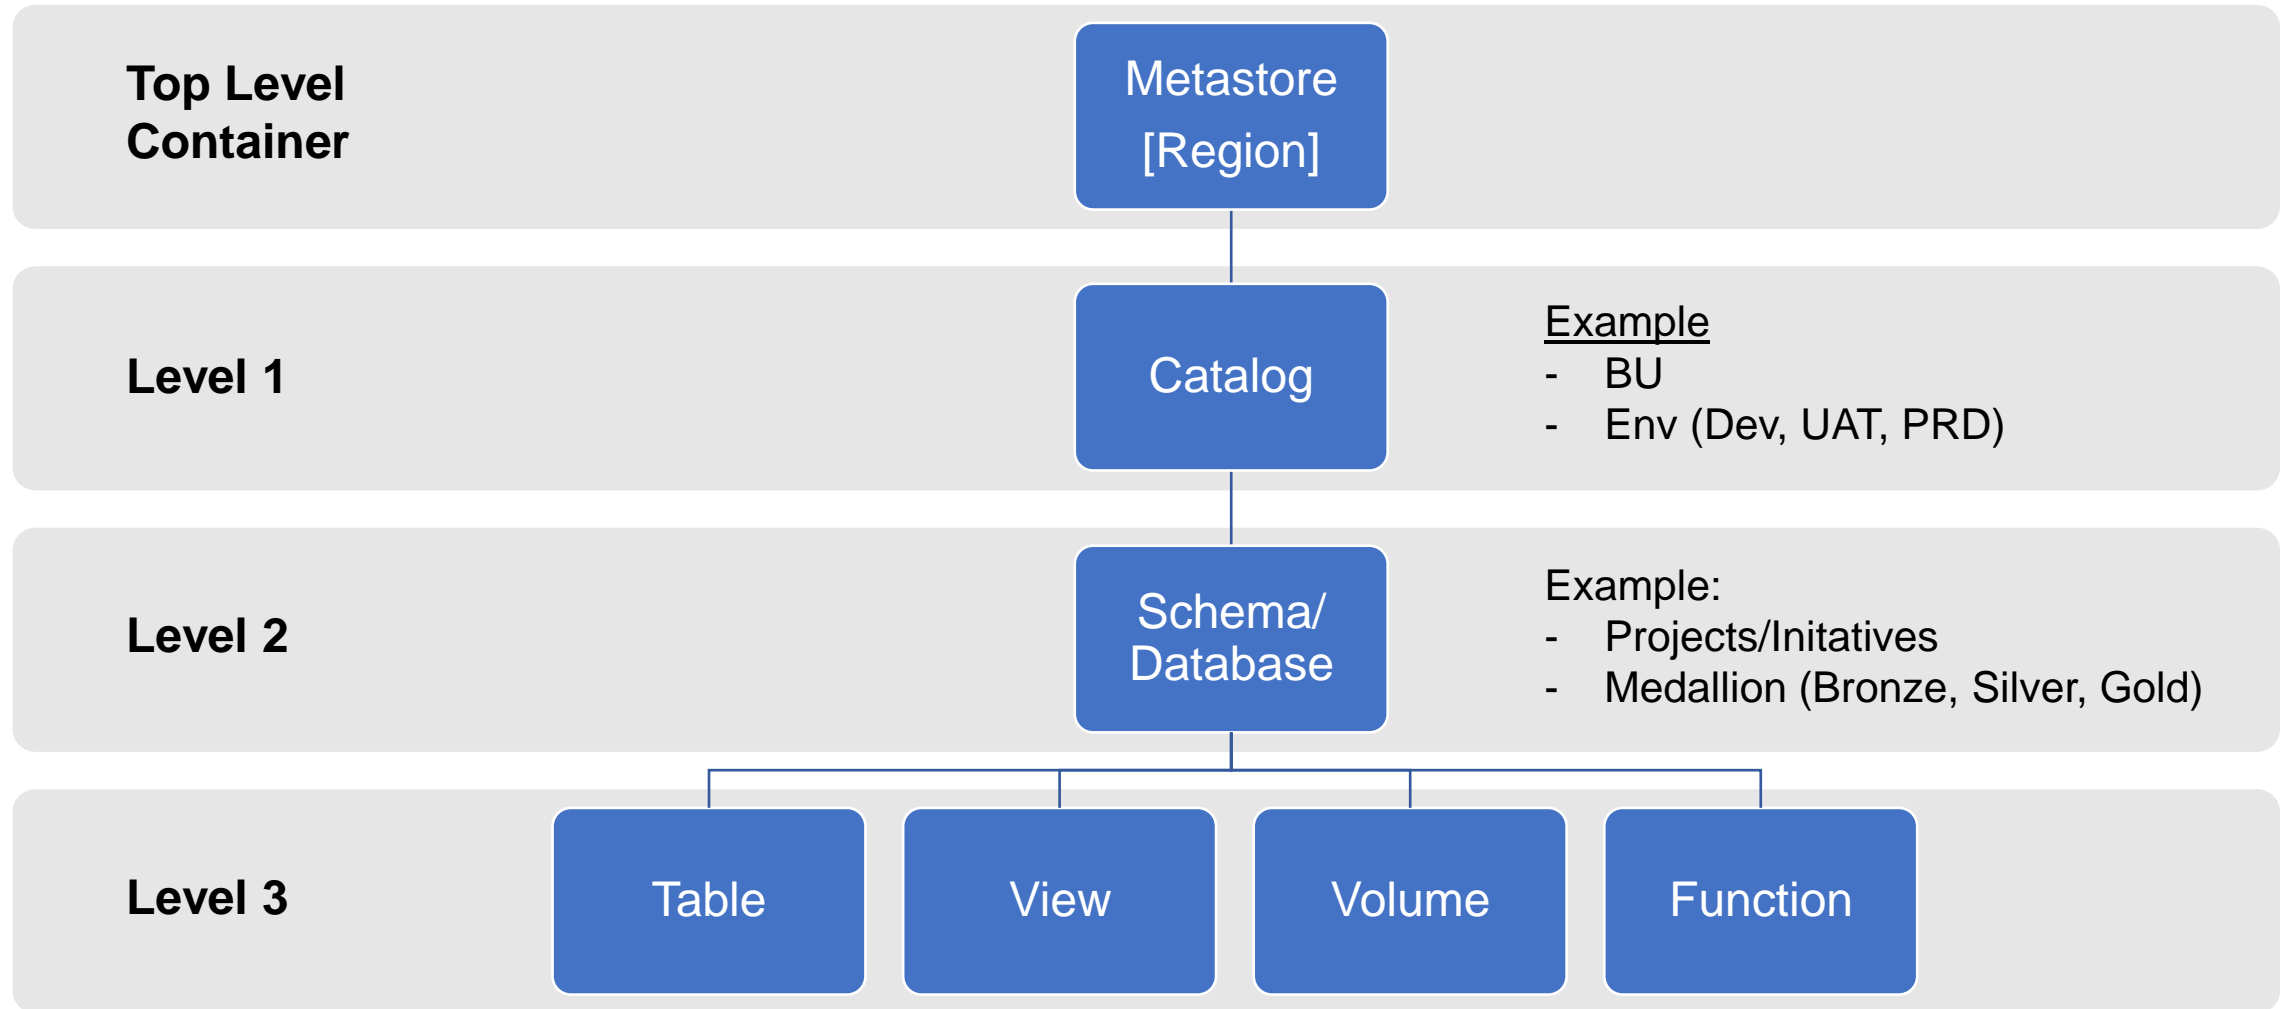 Top Level
Container
Metastore
[Region]
Level 1
Catalog
Example
- BU
- Env (Dev, UAT, PRD)
Level 2
Schema/
Database
Example:
- Projects/Initatives
- Medallion (Bronze, Silver, Gold)
Level 3
Table
View
Volume
Function